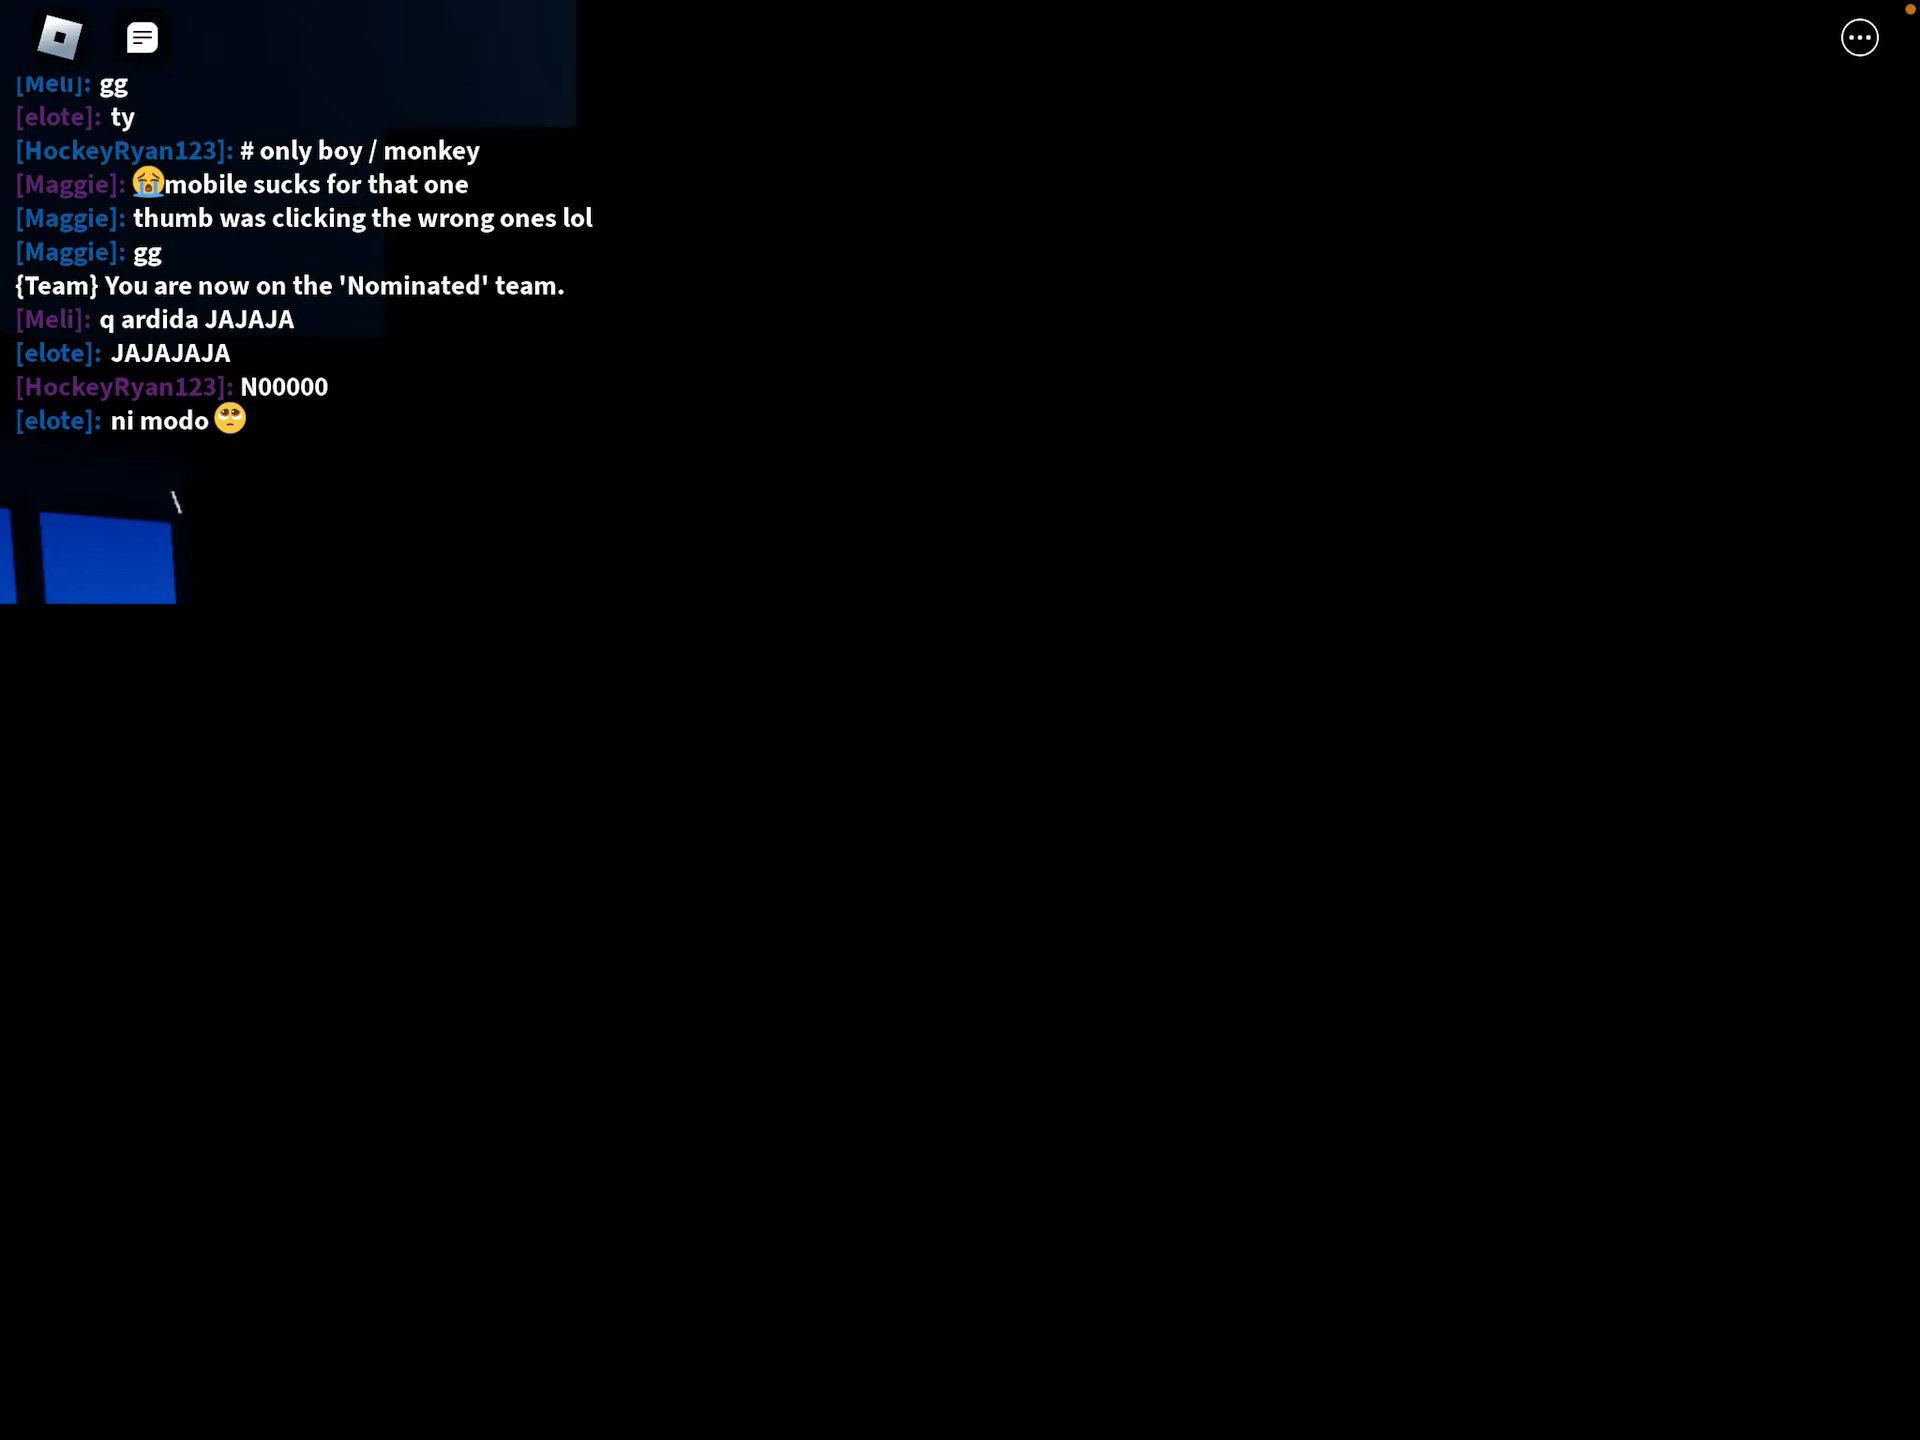 [Meli]: gg
[elote]: ty
[HockeyRyan123]: # only boy / monkey
[Maggie]: 😭mobile sucks for that one
[Maggie]: thumb was clicking the wrong ones lol
[Maggie]: gg
{Team} You are now on the 'Nominated' team.
[Meli]: q ardida JAJAJA
[elote]: JAJAJAJA
[HockeyRyan123]: N00000
[elote]: ni modo 🥺